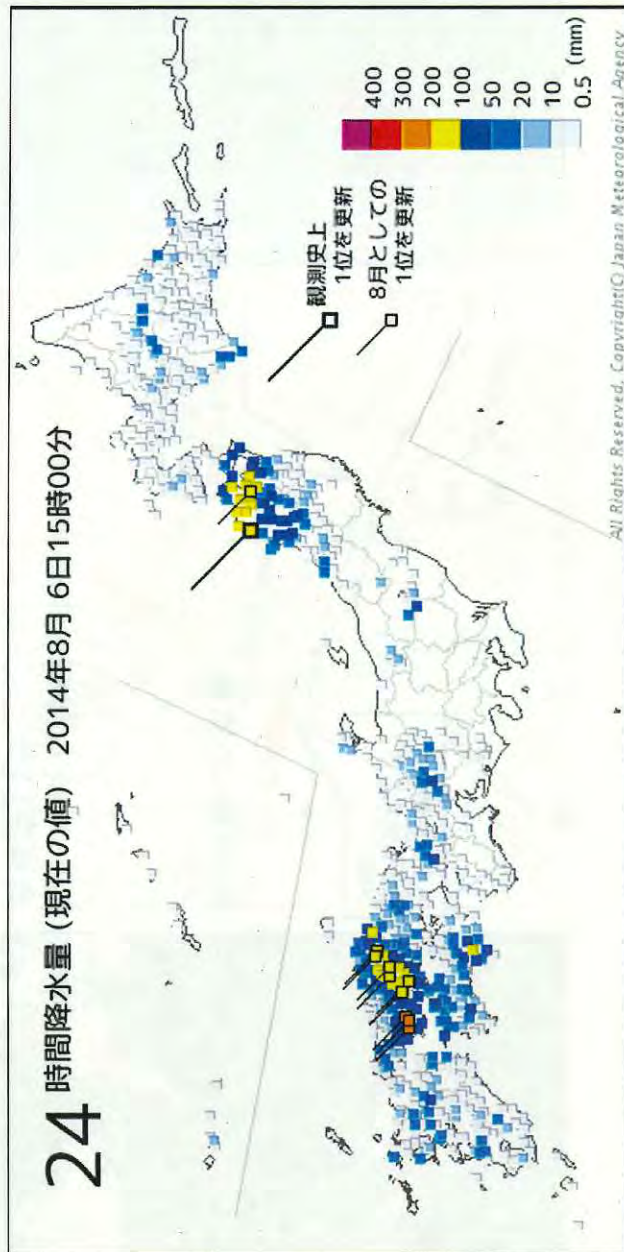 24 時間降水量 (現在の値) 2014年8月 6日15時00分
観測史上
1位を更新
8月としての
1位を更新
400
300
200
100
50
20
10
0.5 (mm)
All Rights Reserved, Copyright(C) Japan Meteorological Agency